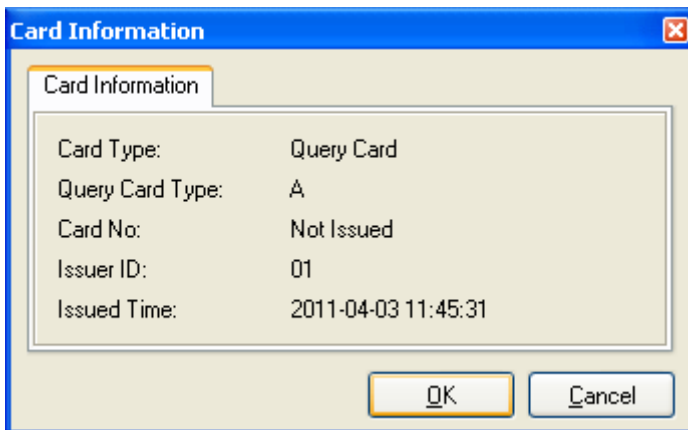 Card Information
Card Information
Card Type: Query Card
Query Card Type: A
Card No: Not Issued
Issuer ID: 01
Issued Time: 2011-04-03 11:45:31
OK Cancel